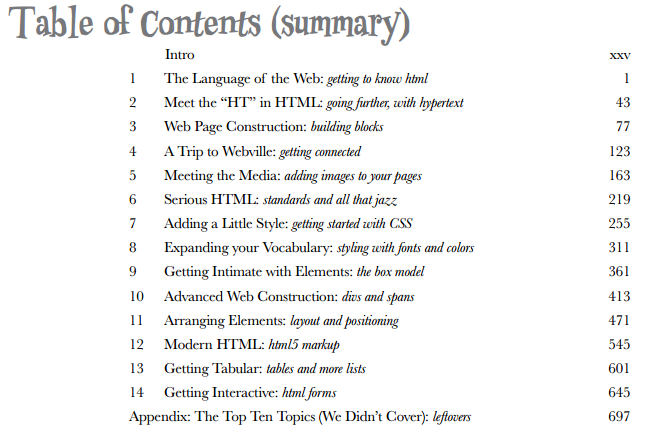 Table of Contents (summary)
Intro xxv
1 The Language of the Web: getting to know html 1
2 Meet the “HT” in HTML: going further, with hypertext 43
3 Web Page Construction: building blocks 77
4 A Trip to Webville: getting connected 123
5 Meeting the Media: adding images to your pages 163
6 Serious HTML: standards and all that jazz 219
7 Adding a Little Style: getting started with CSS 255
8 Expanding your Vocabulary: styling with fonts and colors 311
9 Getting Intimate with Elements: the box model 361
10 Advanced Web Construction: divs and spans 413
11 Arranging Elements: layout and positioning 471
12 Modern HTML: html5 markup 545
13 Getting Tabular: tables and more lists 601
14 Getting Interactive: html forms 645
Appendix: The Top Ten Topics (We Didn’t Cover): leftovers 697